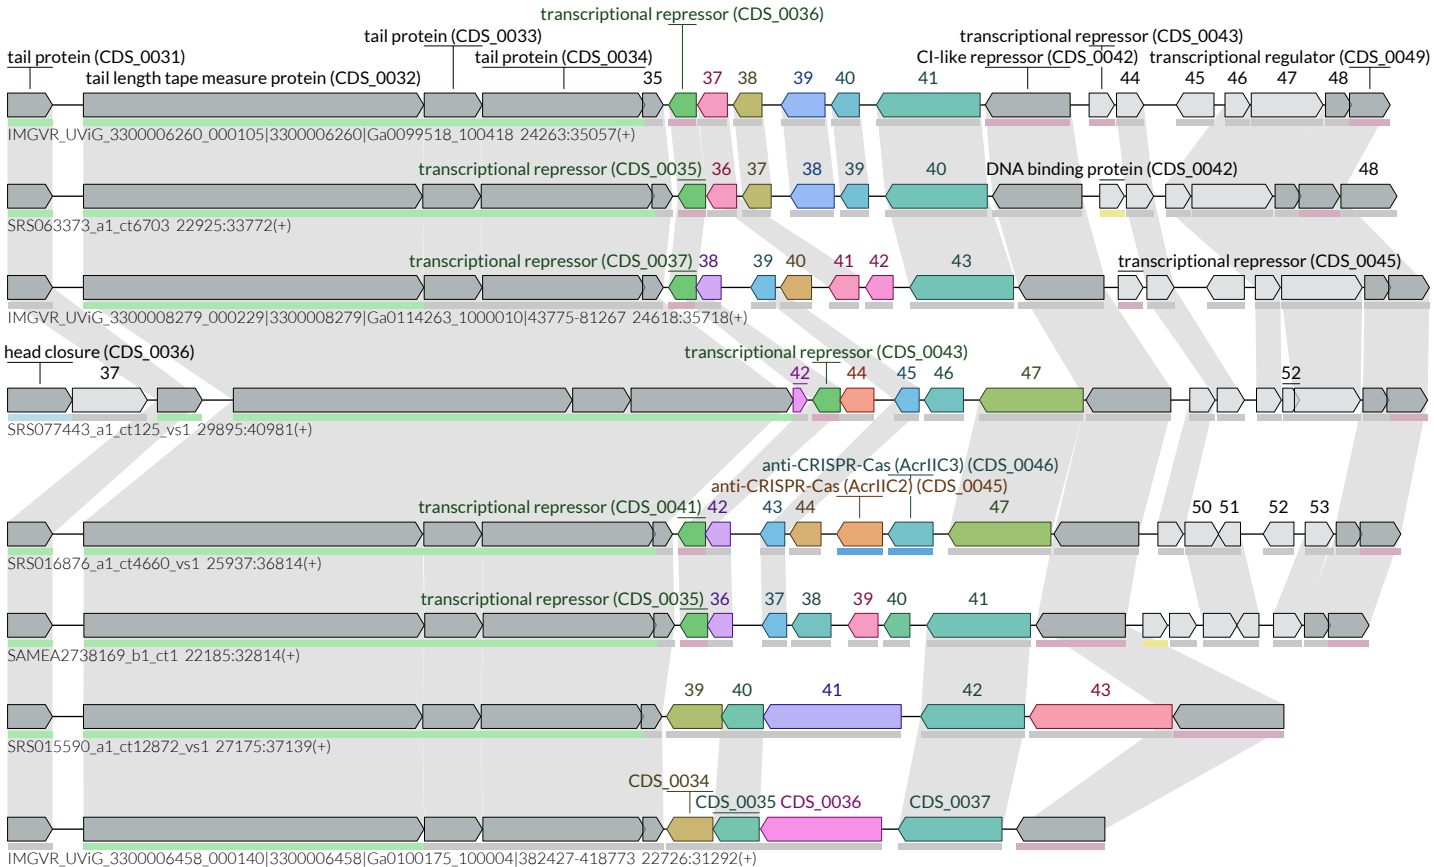 transcriptional repressor (CDS_0036)
tail protein (CDS_0033) transcriptional repressor (CDS_0043)
tail protein (CDS_0031) tail protein (CDS_0034) CI-like repressor (CDS_0042) transcriptional regulator (CDS_0049)
tail length tape measure protein (CDS_0032) 35 37 38 39 40 41 44 45 46 47 48
IMGVR_UViG_3300006260_000105|3300006260|Ga0099518_100418 24263:35057(+)
transcriptional repressor (CDS_0035) 36 37 38 39 40 DNA binding protein (CDS_0042) 48
SRS063373_a1_ct6703 22925:33772(+)
transcriptional repressor (CDS_0037) 38 39 40 41 42 43 transcriptional repressor (CDS_0045)
IMGVR_UViG_3300008279_000229|3300008279|Ga0114263_1000010|43775-81267 24618:35718(+)
head closure (CDS_0036) transcriptional repressor (CDS_0043)
37 42 44 45 46 47 52
SRS077443_a1_ct125_vs1 29895:40981(+)
anti-CRISPR-Cas (AcrIIC3) (CDS_0046)
anti-CRISPR-Cas (AcrIIC2) (CDS_0045)
transcriptional repressor (CDS_0041) 42 43 44 47 50 51 52 53
SRS016876_a1_ct4660_vs1 25937:36814(+)
transcriptional repressor (CDS_0035) 36 37 38 39 40 41
SAMEA2738169_b1_ct1 22185:32814(+)
39 40 41 42 43
SRS015590_a1_ct12872_vs1 27175:37139(+)
CDS_0034
CDS_0035 CDS_0036 CDS_0037
IMGVR_UViG_3300006458_000140|3300006458|Ga0100175_100004|382427-418773 22726:31292(+)